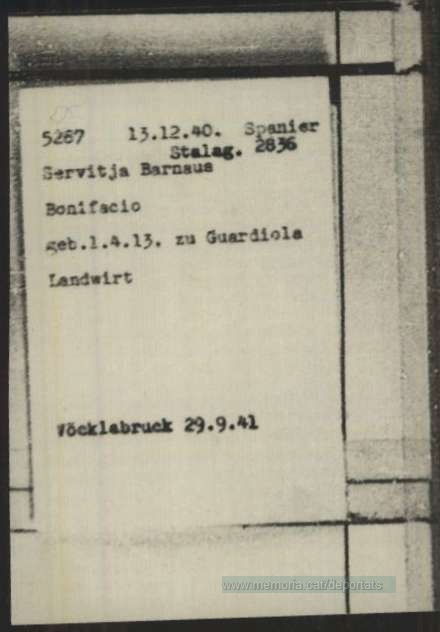 5267 13.12.40. Spanier
Stalag. 2836
Servitja Barnaus
Bonifacio
geb.1.4.13. zu Guardiola
Landwirt
Vöcklabruck 29.9.41
www.memoria.cat/deportats